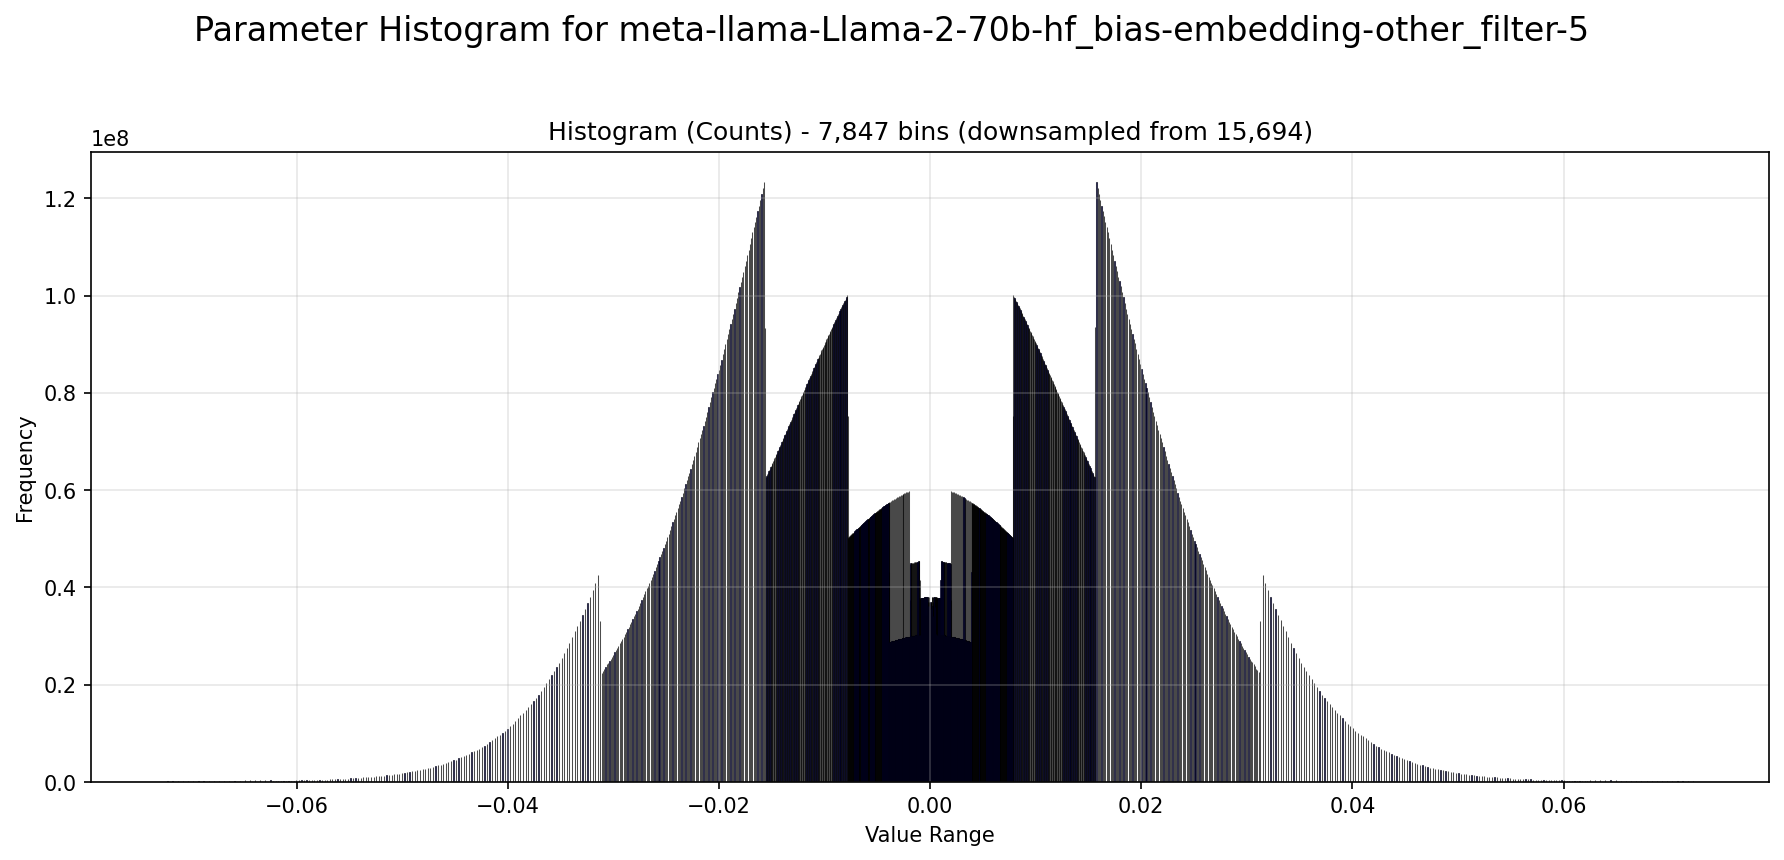 Parameter Histogram for meta-llama-Llama-2-70b-hf_bias-embedding-other_filter-5
Histogram (Counts) - 7,847 bins (downsampled from 15,694)
1e8
1.2
1.0
0.8
0.6
0.4
0.2
0.0
Frequency
−0.06 −0.04 −0.02 0.00 0.02 0.04 0.06
Value Range